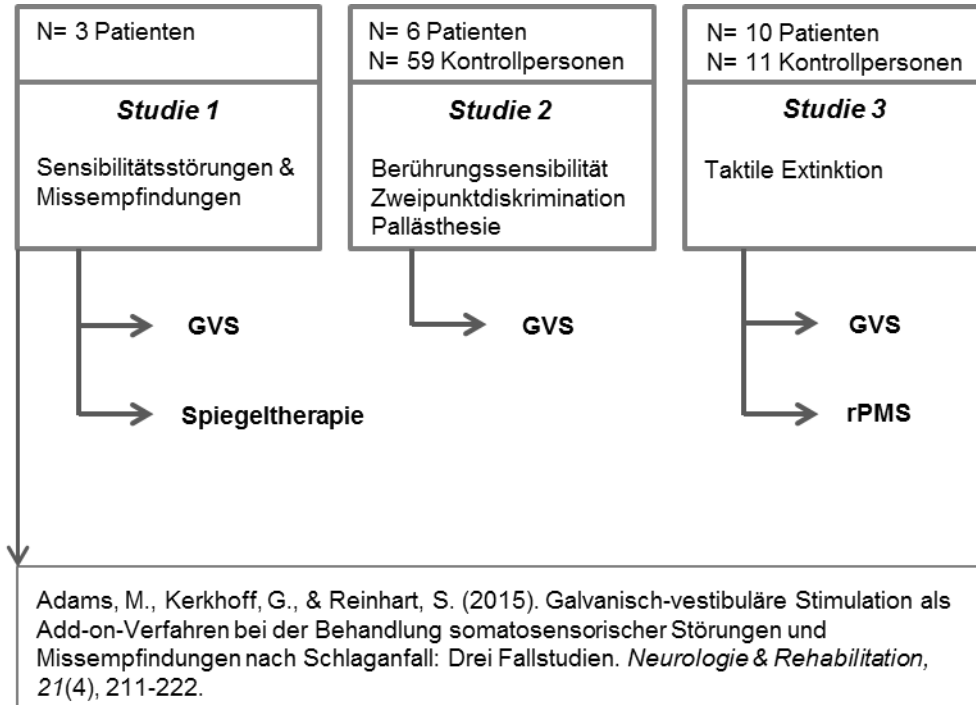 N= 3 Patienten
Studie 1
Sensibilitätsstörungen &
Missempfindungen
GVS
Spiegeltherapie
N= 6 Patienten
N= 59 Kontrollpersonen
Studie 2
Berührungssensibilität
Zweipunktdiskrimination
Pallästhesie
GVS
N= 10 Patienten
N= 11 Kontrollpersonen
Studie 3
Taktile Extinktion
GVS
rPMS
Adams, M., Kerkhoff, G., & Reinhart, S. (2015). Galvanisch-vestibuläre Stimulation als
Add-on-Verfahren bei der Behandlung somatosensorischer Störungen und
Missempfindungen nach Schlaganfall: Drei Fallstudien. Neurologie & Rehabilitation,
21(4), 211-222.